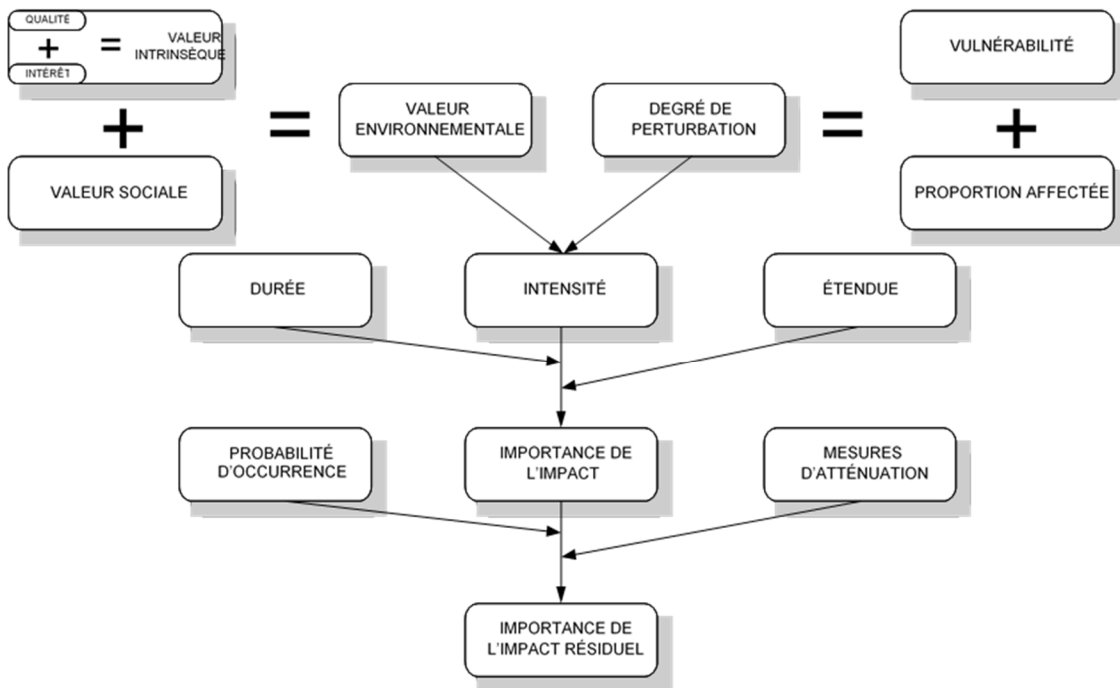 QUALITÉ
+
INTÉRÊT
=
VALEUR
INTRINSÈQUE
+
VALEUR SOCIALE
=
VALEUR
ENVIRONNEMENTALE
DEGRÉ DE
PERTURBATION
=
VULNÉRABILITÉ
+
PROPORTION AFFECTÉE
DURÉE
INTENSITÉ
ÉTENDUE
PROBABILITÉ
D'OCCURRENCE
IMPORTANCE DE
L'IMPACT
MESURES
D'ATTÉNUATION
IMPORTANCE DE
L'IMPACT RÉSIDUEL